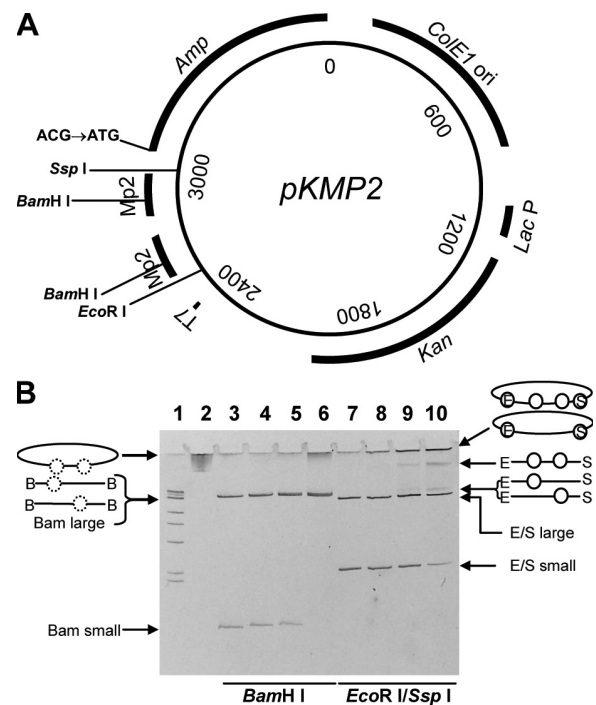 A
Amp
ColE1 ori
0
600
ACG→ATG
Ssp I
3000
BamH I
Mp2
pKMP2
1200
Lac P
Mp2
BamH I
EcoR I
2400
1800
T7
Kan
B
1 2 3 4 5 6 7 8 9 10
E S
E S
E S
B B
E S
B B
E S
Bam large
E/S large
E/S small
Bam small
BamH I
EcoR I/Ssp I